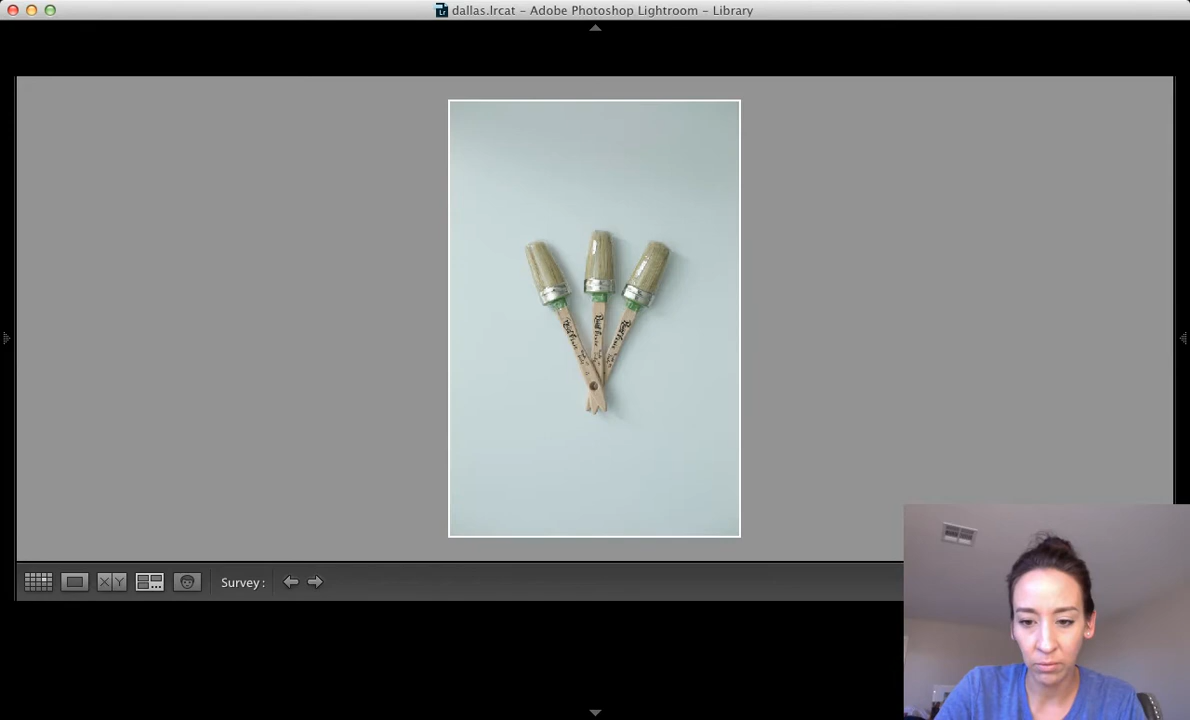 dallas.lrcat – Adobe Photoshop Lightroom – Library
Survey :